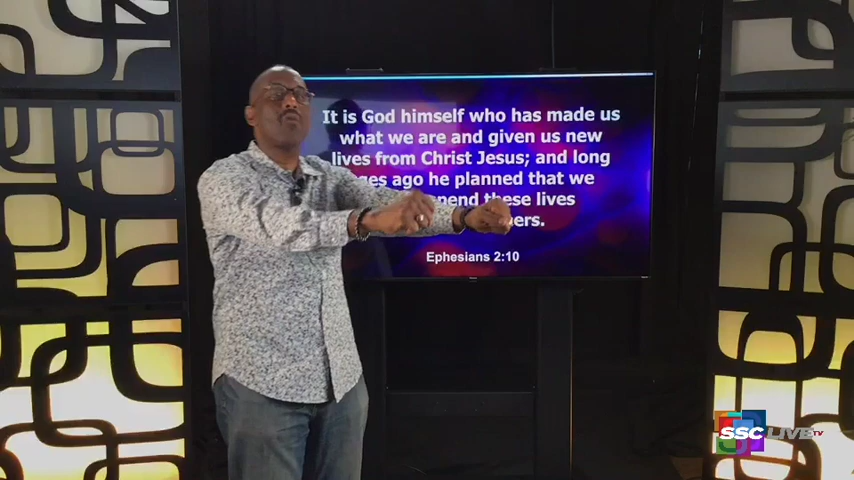 It is God himself who has made us
what we are and given us new
lives from Christ Jesus; and long
ago he planned that we
these lives
Ephesians 2:10
SSC LIVE TV